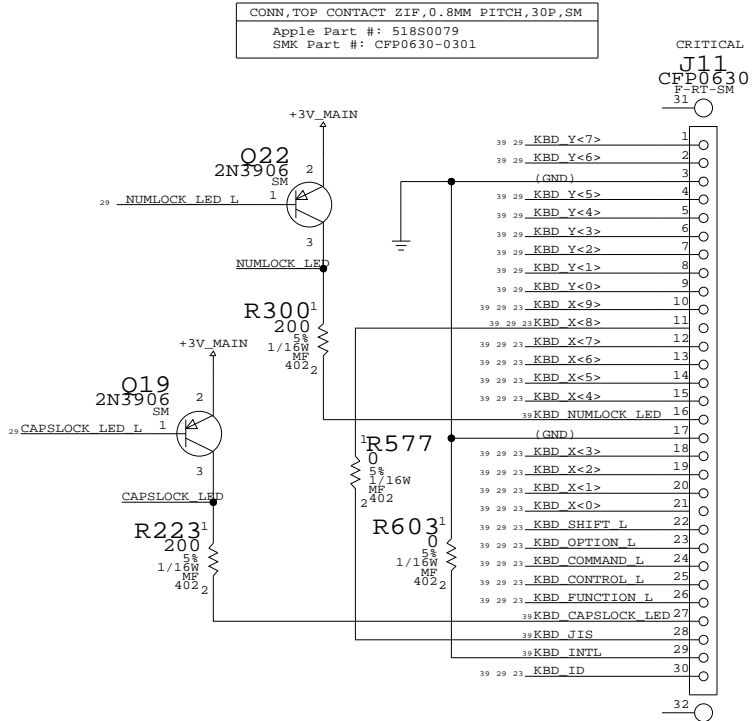 CONN,TOP CONTACT ZIF,0.8MM PITCH,30P,SM
Apple Part #: 518S0079
SMK Part #: CFP0630-0301
CRITICAL
J11
CFP0630
F-RT-SM
31
+3V_MAIN
Q22
2N3906
SM
2
1
3
29 NUMLOCK_LED_L
NUMLOCK_LED
R300
1
200
5%
1/16W
MF
402
2
+3V_MAIN
Q19
2N3906
SM
2
1
3
29 CAPSLOCK_LED_L
CAPSLOCK_LED
R223
1
200
5%
1/16W
MF
402
2
1
R577
0
5%
1/16W
MF
402
2
R603
1
0
5%
1/16W
MF
402
2
39 29 KBD_Y<7> 1
39 29 KBD_Y<6> 2
(GND) 3
39 29 KBD_Y<5> 4
39 29 KBD_Y<4> 5
39 29 KBD_Y<3> 6
39 29 KBD_Y<2> 7
39 29 KBD_Y<1> 8
39 29 KBD_Y<0> 9
39 29 23 KBD_X<9> 10
39 29 23 KBD_X<8> 11
39 29 23 KBD_X<7> 12
39 29 23 KBD_X<6> 13
39 29 23 KBD_X<5> 14
39 29 23 KBD_X<4> 15
39 KBD_NUMLOCK_LED 16
(GND) 17
39 29 23 KBD_X<3> 18
39 29 23 KBD_X<2> 19
39 29 23 KBD_X<1> 20
39 29 23 KBD_X<0> 21
39 29 23 KBD_SHIFT_L 22
39 29 23 KBD_OPTION_L 23
39 29 23 KBD_COMMAND_L 24
39 29 23 KBD_CONTROL_L 25
39 29 23 KBD_FUNCTION_L 26
39 KBD_CAPSLOCK_LED 27
39 KBD_JIS 28
39 KBD_INTL 29
39 29 23 KBD_ID 30
32